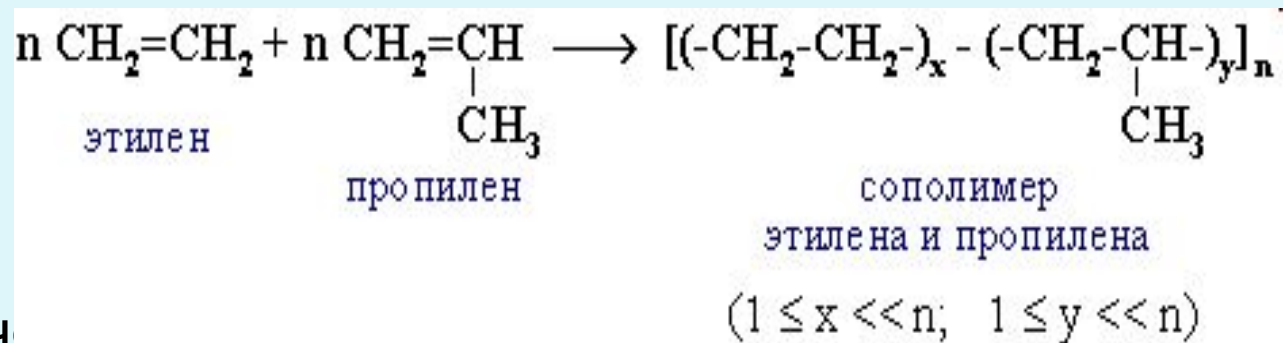 n CH₂=CH₂ + n CH₂=CH ⟶ [(-CH₂-CH₂-)ₓ - (-CH₂-CH-)ᵧ]ₙ
CH₃ CH₃
этилен
пропилен сополимер
этилена и пропилена
(1 ≤ x <<n; 1 ≤ y <<n)